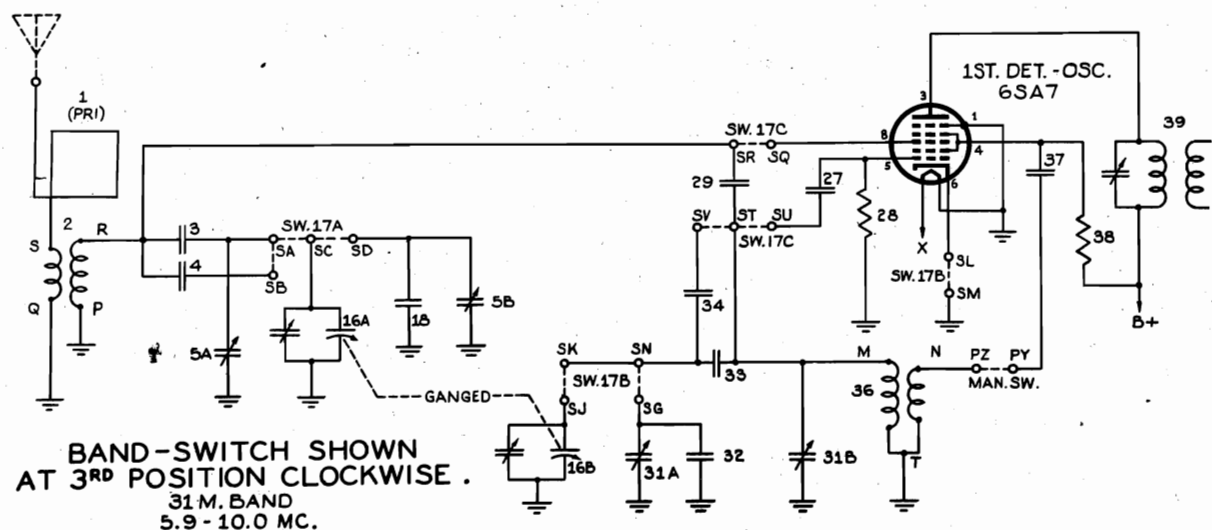 1
(PRI)
1ST. DET.-OSC.
6SA7
3
1
39
SW. 17C
8
SR SQ
4
5
37
29
27
6
2
R
3
S
SW. 17A
SV ST SU
28
SA SC SD
SW. 17C
X
SL
38
4
SB
SW. 17B
Q P
34
SM
16A
18
5B
B+
5A
SK SN
33
M N PZ PY
SW. 17B
MAN. SW.
36
GANGED
SJ SG
16B
31A
32
31B
T
BAND-SWITCH SHOWN
AT 3RD POSITION CLOCKWISE.
31 M. BAND
5.9 - 10.0 MC.